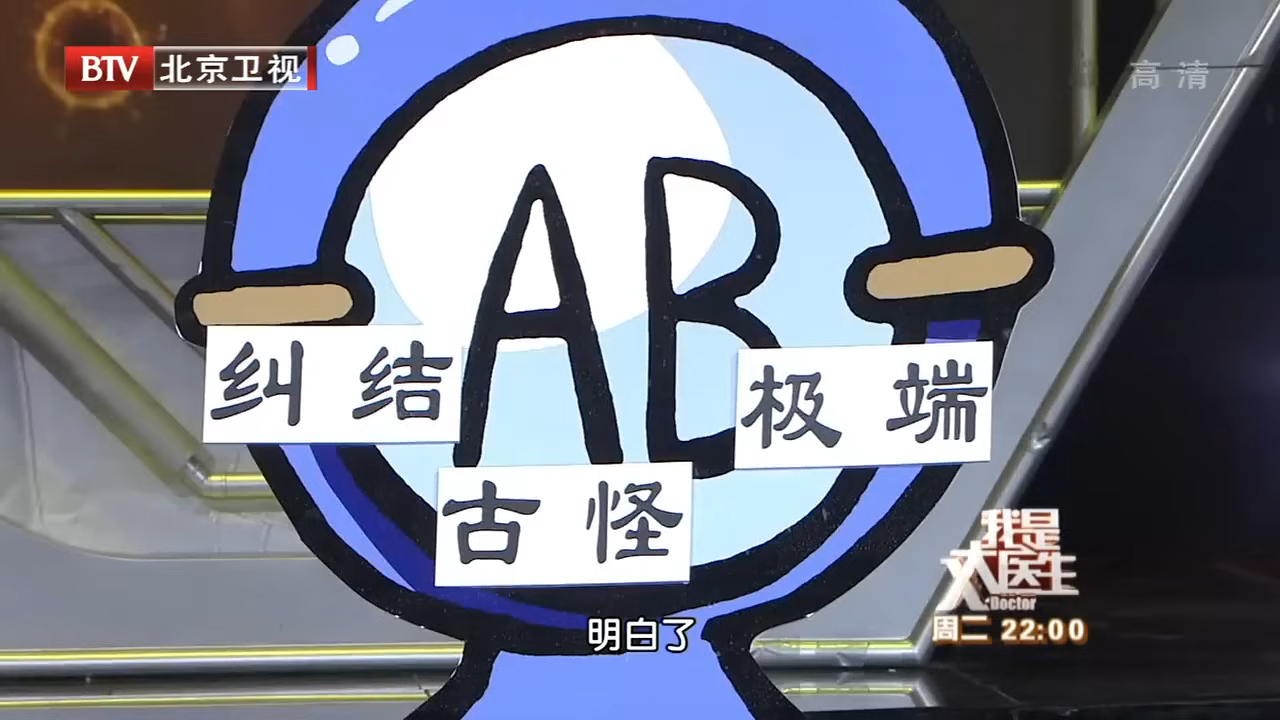 BTV 北京卫视
高清
AB
纠结
极端
古怪
我是
大医生
Doctor
周二 22:00
明白了